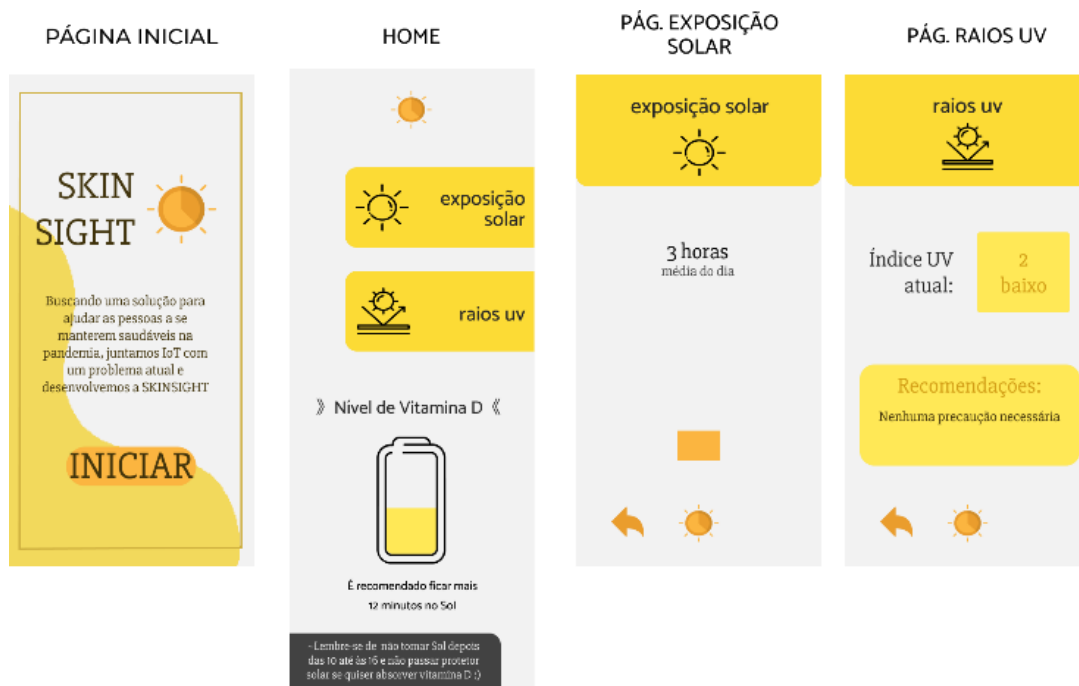 PÁGINA INICIAL
SKIN
SIGHT
Buscando uma solução para
ajudar as pessoas a se
manterem saudáveis na
pandemia, juntamos IoT com
um problema atual e
desenvolvemos a SKINSIGHT
INICIAR
HOME
exposição
solar
raios uv
》 Nível de Vitamina D 《
É recomendado ficar mais
12 minutos no Sol
- Lembre-se de não tomar Sol depois
das 10 até às 16 e não passar protetor
solar se quiser absorver vitamina D :)
PÁG. EXPOSIÇÃO
SOLAR
exposição solar
3 horas
média do dia
PÁG. RAIOS UV
raios uv
Índice UV
atual:
2
baixo
Recomendações:
Nenhuma precaução necessária